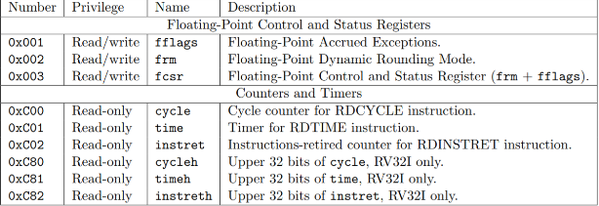 Number Privilege Name Description
Floating-Point Control and Status Registers
0x001 Read/write fflags Floating-Point Accrued Exceptions.
0x002 Read/write frm Floating-Point Dynamic Rounding Mode.
0x003 Read/write fcsr Floating-Point Control and Status Register (frm + fflags).
Counters and Timers
0xC00 Read-only cycle Cycle counter for RDCYCLE instruction.
0xC01 Read-only time Timer for RDTIME instruction.
0xC02 Read-only instret Instructions-retired counter for RDINSTRET instruction.
0xC80 Read-only cycleh Upper 32 bits of cycle, RV32I only.
0xC81 Read-only timeh Upper 32 bits of time, RV32I only.
0xC82 Read-only instreth Upper 32 bits of instret, RV32I only.